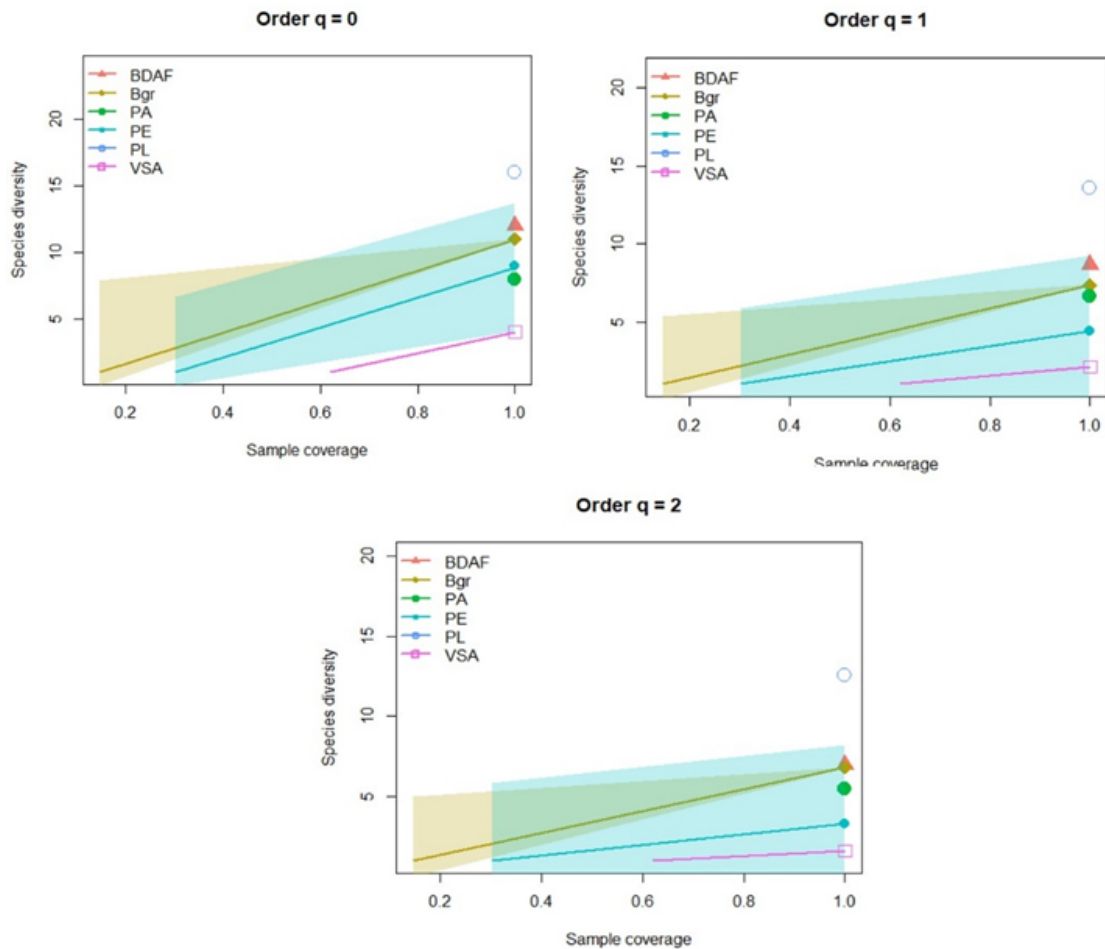 Order q = 0
BDAF
Bgr
PA
PE
PL
VSA
20
15
10
5
Species diversity
0.2 0.4 0.6 0.8 1.0
Sample coverage
Order q = 1
BDAF
Bgr
PA
PE
PL
VSA
20
15
10
5
Species diversity
0.2 0.4 0.6 0.8 1.0
Sample coverage
Order q = 2
BDAF
Bgr
PA
PE
PL
VSA
20
15
10
5
Species diversity
0.2 0.4 0.6 0.8 1.0
Sample coverage